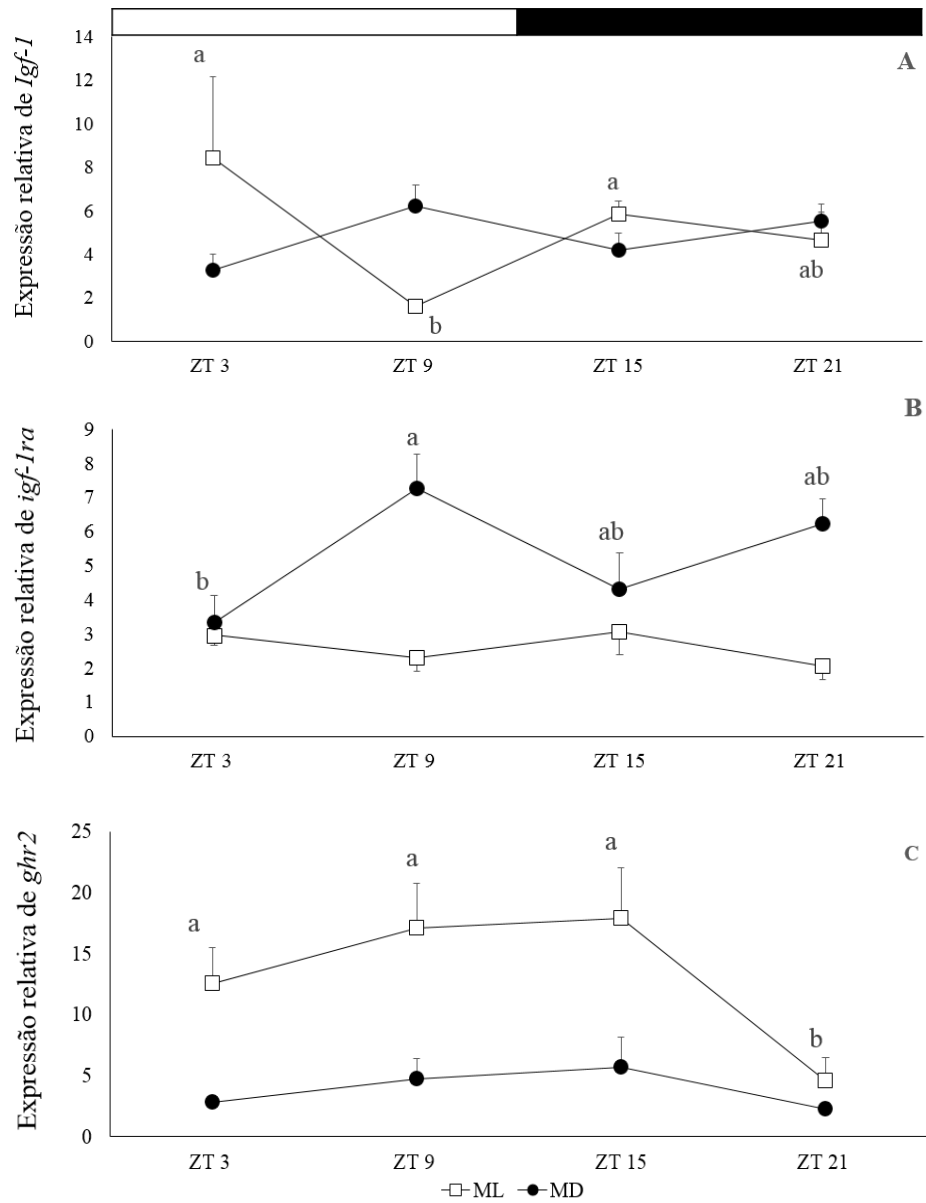 A
Expressão relativa de Igf-1
14
12
10
8
6
4
2
0
a
b
a
ab
ZT 3 ZT 9 ZT 15 ZT 21
B
Expressão relativa de igf-1ra
9
8
7
6
5
4
3
2
1
0
b
a
ab
ab
ZT 3 ZT 9 ZT 15 ZT 21
C
Expressão relativa de ghr2
25
20
15
10
5
0
a
a
a
b
ZT 3 ZT 9 ZT 15 ZT 21
ML MD